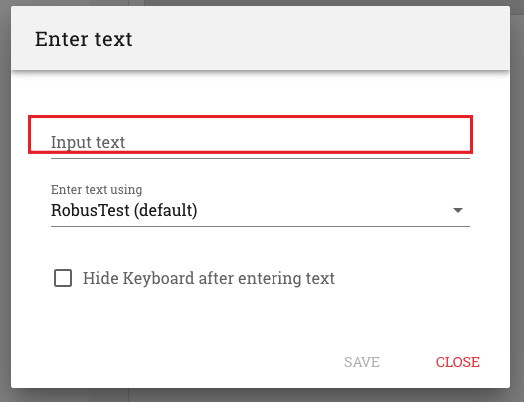 Enter text
Input text
Enter text using
RobusTest (default)
Hide Keyboard after entering text
SAVE CLOSE